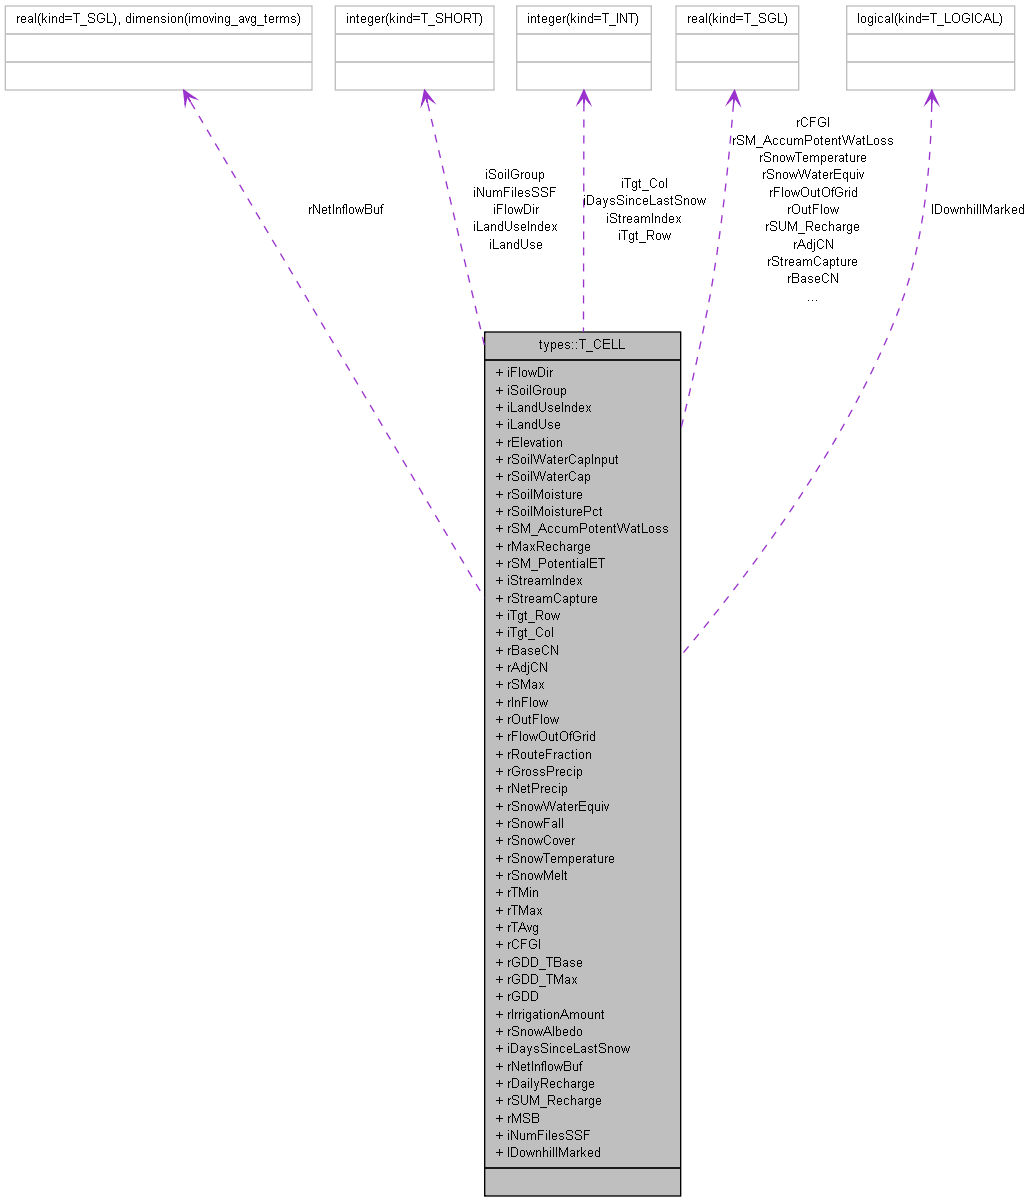 real(kind=T_SGL), dimension(imoving_avg_terms)
integer(kind=T_SHORT)
integer(kind=T_INT)
real(kind=T_SGL)
logical(kind=T_LOGICAL)
rNetInflowBuf
iSoilGroup
iNumFilesSSF
iFlowDir
iLandUseIndex
iLandUse
iTgt_Col
iDaysSinceLastSnow
iStreamIndex
iTgt_Row
rCFGI
rSM_AccumPotentWatLoss
rSnowTemperature
rSnowWaterEquiv
rFlowOutOfGrid
rOutFlow
rSUM_Recharge
rAdjCN
rStreamCapture
rBaseCN
...
lDownhillMarked
types::T_CELL
+ iFlowDir
+ iSoilGroup
+ iLandUseIndex
+ iLandUse
+ rElevation
+ rSoilWaterCapInput
+ rSoilWaterCap
+ rSoilMoisture
+ rSoilMoisturePct
+ rSM_AccumPotentWatLoss
+ rMaxRecharge
+ rSM_PotentialET
+ iStreamIndex
+ rStreamCapture
+ iTgt_Row
+ iTgt_Col
+ rBaseCN
+ rAdjCN
+ rSMax
+ rInFlow
+ rOutFlow
+ rFlowOutOfGrid
+ rRouteFraction
+ rGrossPrecip
+ rNetPrecip
+ rSnowWaterEquiv
+ rSnowFall
+ rSnowCover
+ rSnowTemperature
+ rSnowMelt
+ rTMin
+ rTMax
+ rTAvg
+ rCFGI
+ rGDD_TBase
+ rGDD_TMax
+ rGDD
+ rIrrigationAmount
+ rSnowAlbedo
+ iDaysSinceLastSnow
+ rNetInflowBuf
+ rDailyRecharge
+ rSUM_Recharge
+ rMSB
+ iNumFilesSSF
+ lDownhillMarked